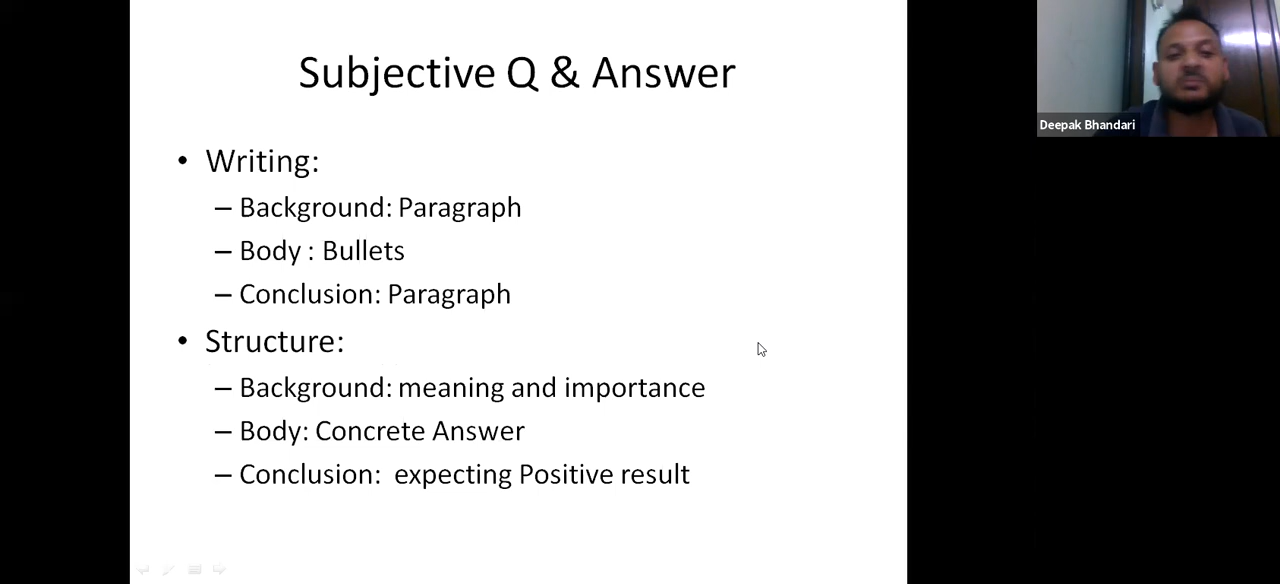 Subjective Q & Answer
• Writing:
– Background: Paragraph
– Body : Bullets
– Conclusion: Paragraph
• Structure:
– Background: meaning and importance
– Body: Concrete Answer
– Conclusion:  expecting Positive result
Deepak Bhandari